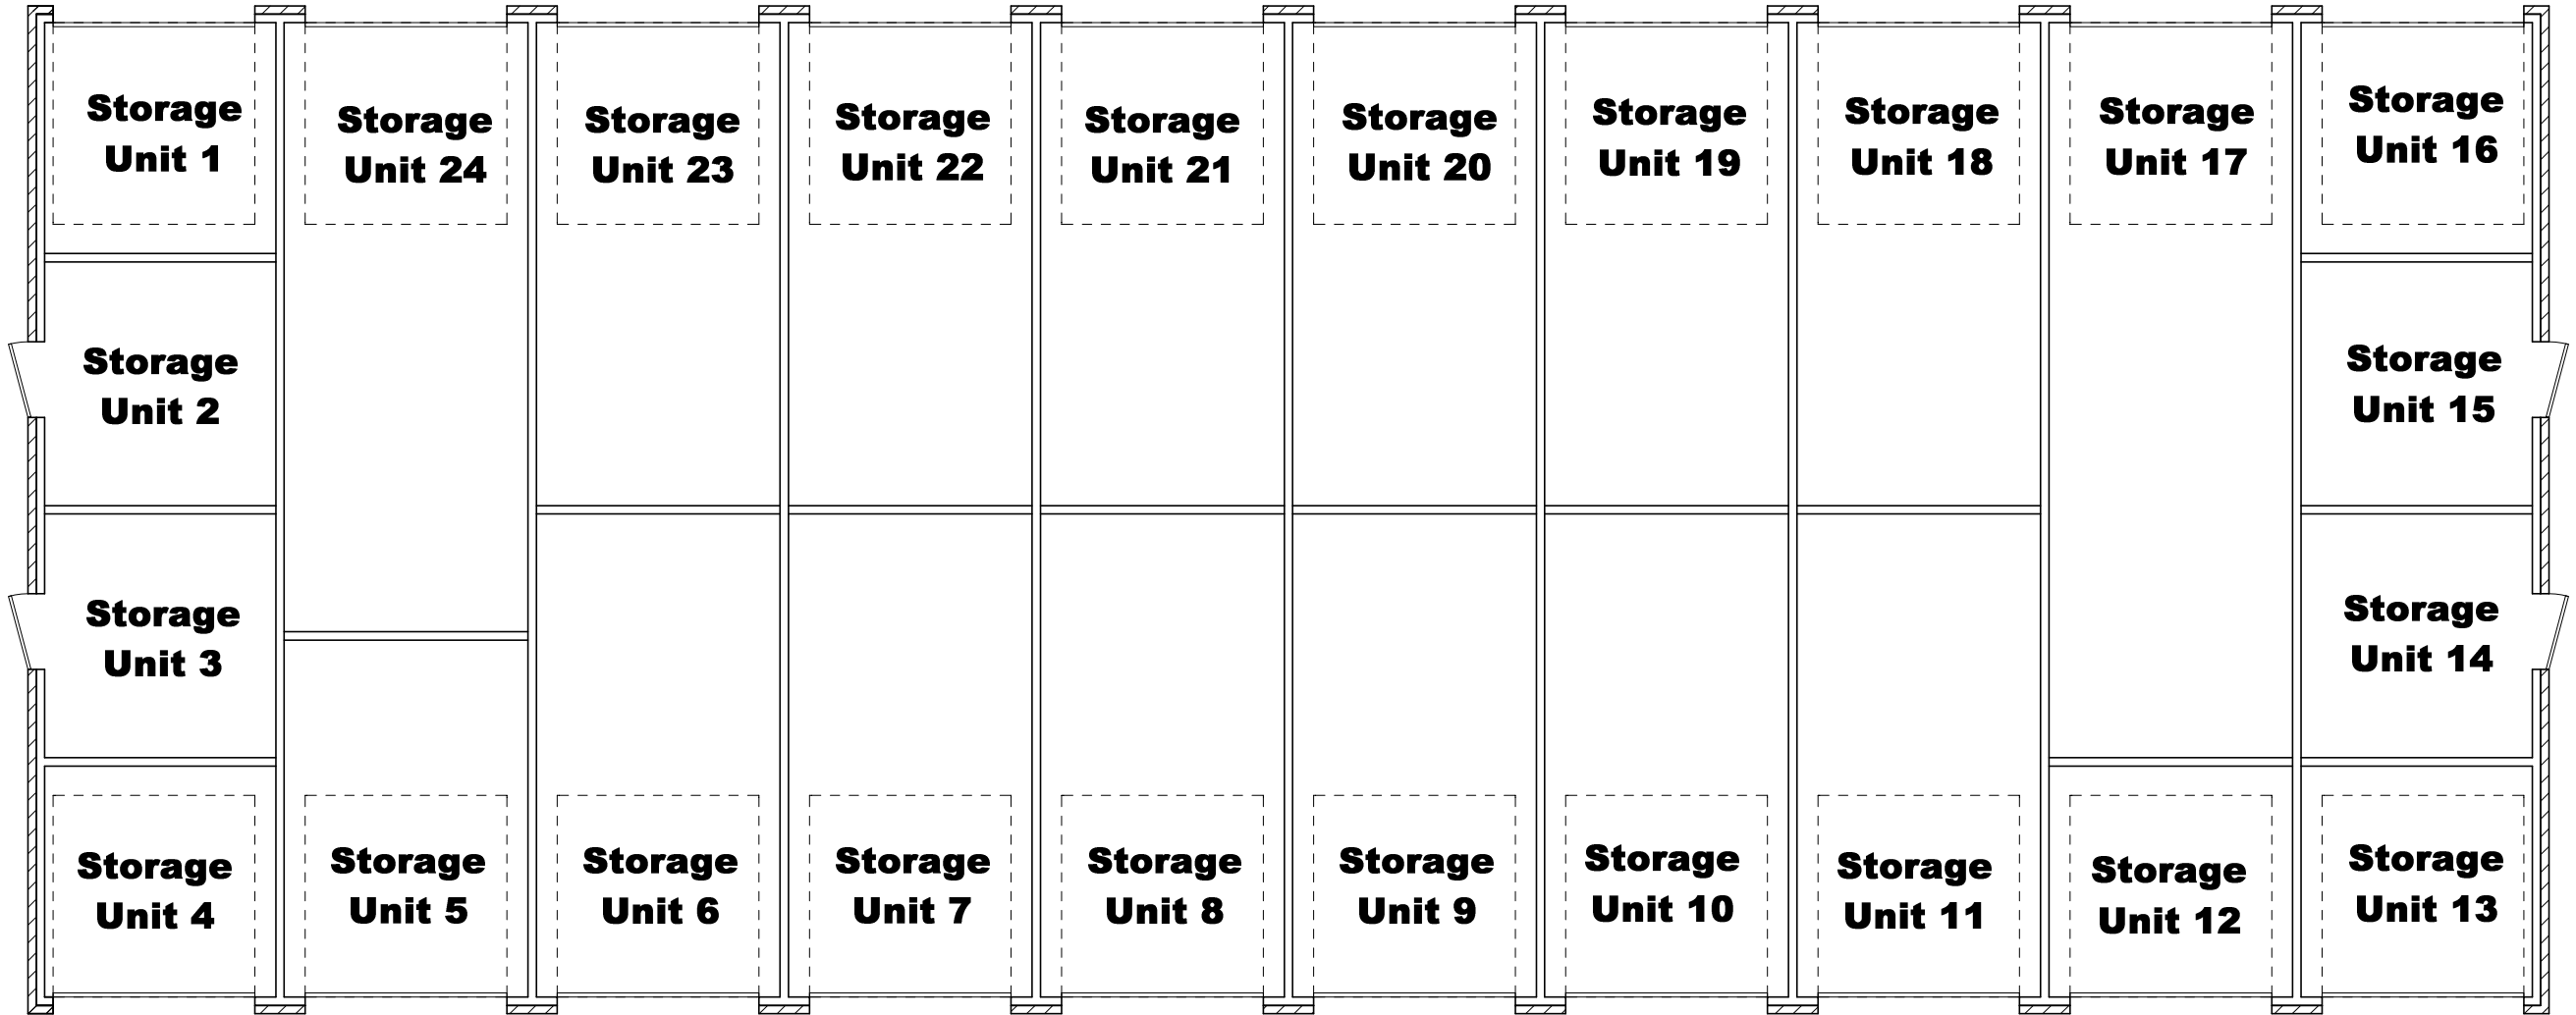 Storage
Unit 1
Storage
Unit 24
Storage
Unit 23
Storage
Unit 22
Storage
Unit 21
Storage
Unit 20
Storage
Unit 19
Storage
Unit 18
Storage
Unit 17
Storage
Unit 16
Storage
Unit 2
Storage
Unit 15
Storage
Unit 3
Storage
Unit 14
Storage
Unit 4
Storage
Unit 5
Storage
Unit 6
Storage
Unit 7
Storage
Unit 8
Storage
Unit 9
Storage
Unit 10
Storage
Unit 11
Storage
Unit 12
Storage
Unit 13